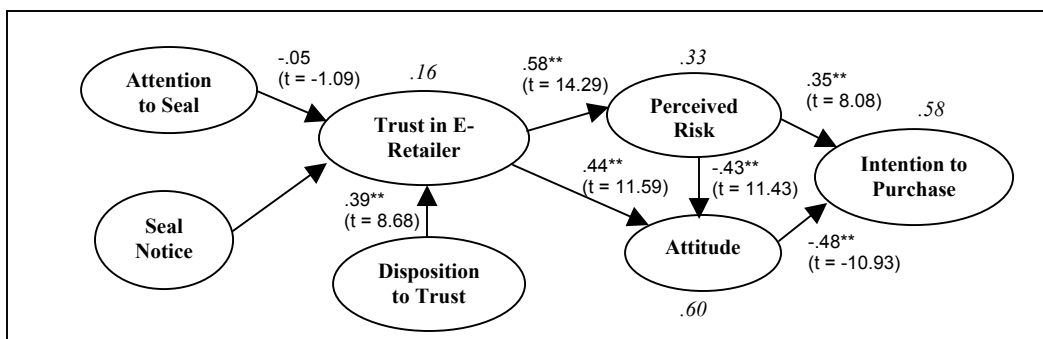 Attention
to Seal
-.05
(t = -1.09)
.16
Trust in E-
Retailer
.58**
(t = 14.29)
.33
Perceived
Risk
.35**
(t = 8.08)
.58
Intention to
Purchase
Seal
Notice
.39**
(t = 8.68)
Disposition
to Trust
.44**
(t = 11.59)
-.43**
(t = 11.43)
Attitude
.60
-.48**
(t = -10.93)